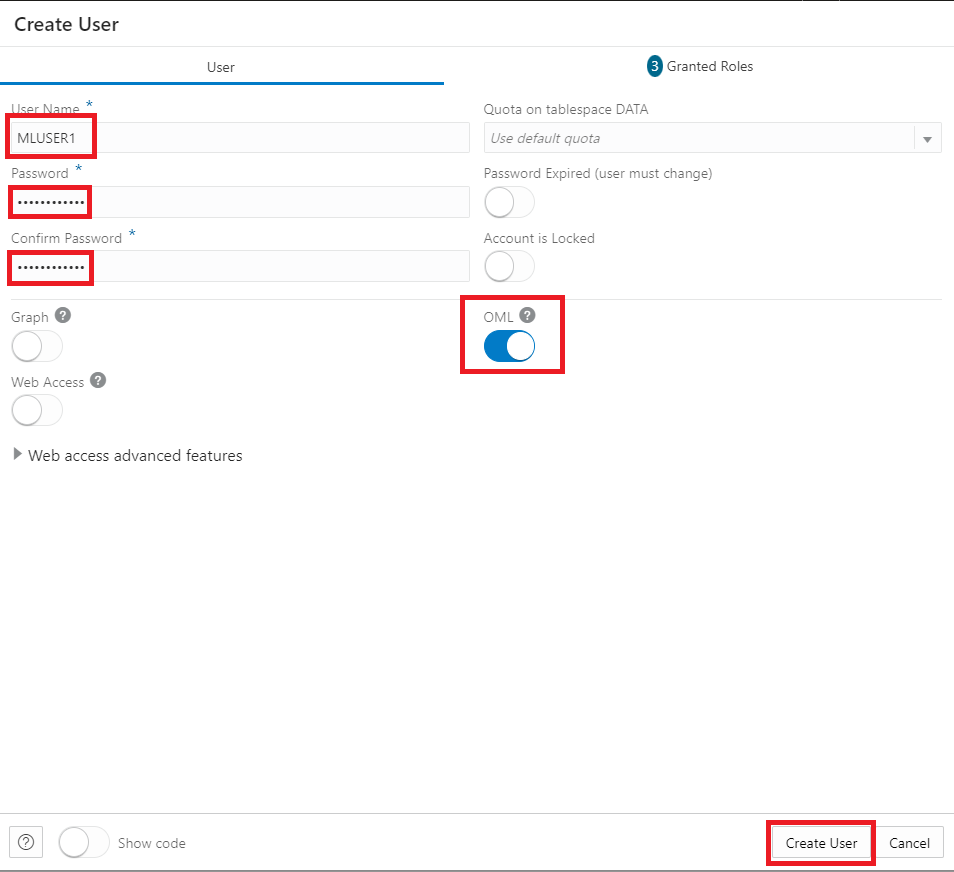 Create User
User
3 Granted Roles
User Name *
Quota on tablespace DATA
MLUSER1
Use default quota
Password *
Password Expired (user must change)
••••••••••••
Confirm Password *
Account is Locked
••••••••••••
Graph ?
OML ?
Web Access ?
Web access advanced features
? Show code
Create User
Cancel